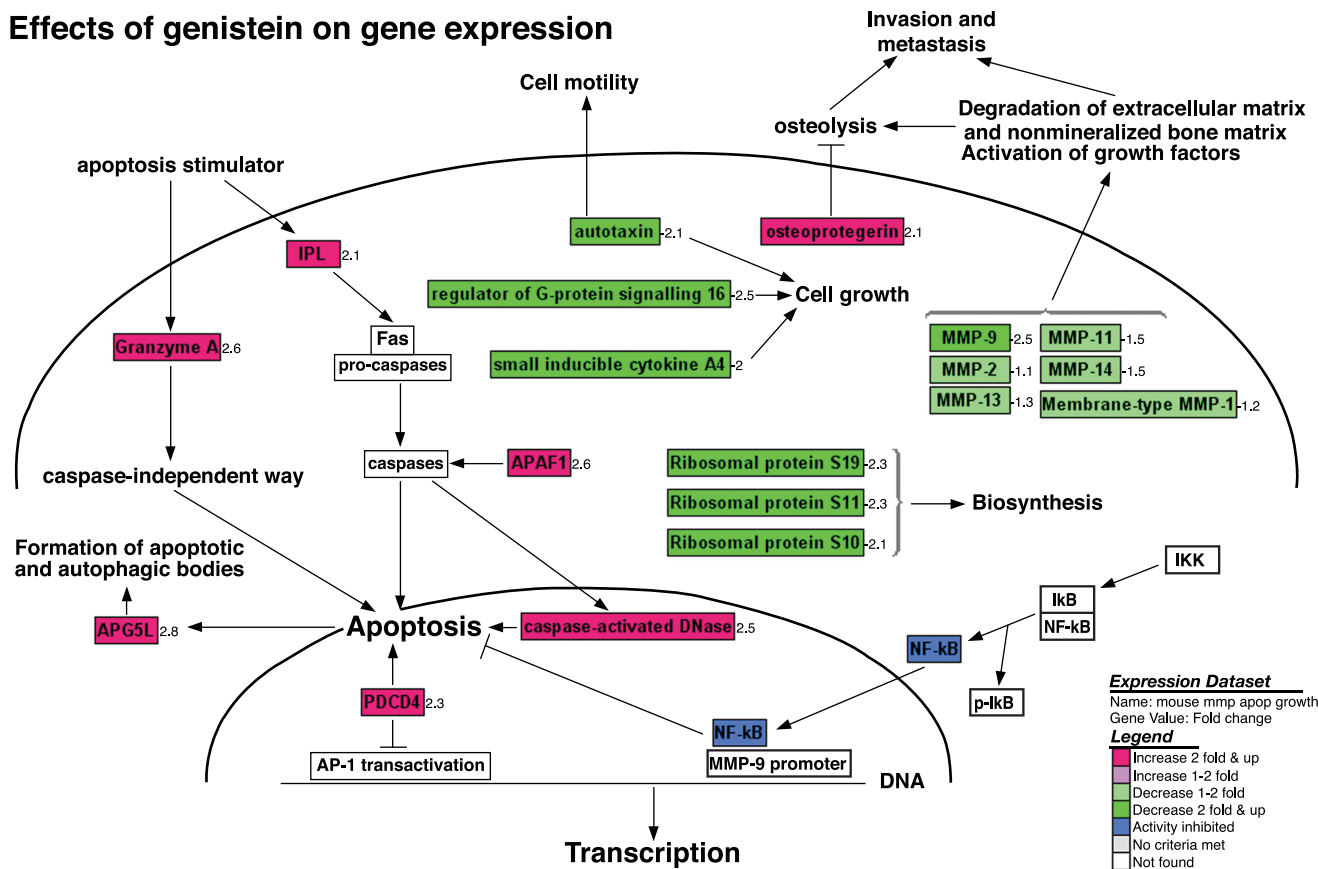 Effects of genistein on gene expression
Invasion and
metastasis
Cell motility
Degradation of extracellular matrix
and nonmineralized bone matrix
Activation of growth factors
osteolysis
apoptosis stimulator
autotaxin -2.1
osteoprotegerin 2.1
IPL 2.1
regulator of G-protein signalling 16 -2.5
Cell growth
Granzyme A 2.6
Fas
pro-caspases
small inducible cytokine A4 -2
MMP-9 -2.5
MMP-11 -1.5
MMP-2 -1.1
MMP-14 -1.5
MMP-13 -1.3
Membrane-type MMP-1 -1.2
caspase-independent way
caspases
APAF1 2.6
Ribosomal protein S19 -2.3
Ribosomal protein S11 -2.3
Ribosomal protein S10 -2.1
Biosynthesis
Formation of apoptotic
and autophagic bodies
APG5L 2.8
Apoptosis
caspase-activated DNase 2.5
IKK
IkB
NF-kB
NF-kB
p-IkB
PDCD4 2.3
AP-1 transactivation
NF-kB
MMP-9 promoter
DNA
Transcription
Expression Dataset
Name: mouse mmp apop growth
Gene Value: Fold change
Legend
Increase 2 fold & up
Increase 1-2 fold
Decrease 1-2 fold
Decrease 2 fold & up
Activity inhibited
No criteria met
Not found